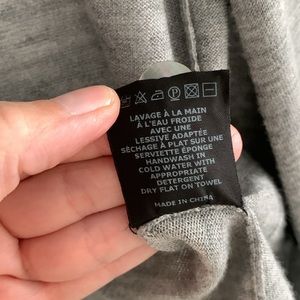 LAVAGE À LA MAIN
À L'EAU FROIDE
AVEC UNE
LESSIVE ADAPTÉE
SÉCHAGE À PLAT SUR UNE
SERVIETTE ÉPONGE
HANDWASH IN
COLD WATER WITH
APPROPRIATE
DETERGENT
DRY FLAT ON TOWEL
MADE IN CHINA